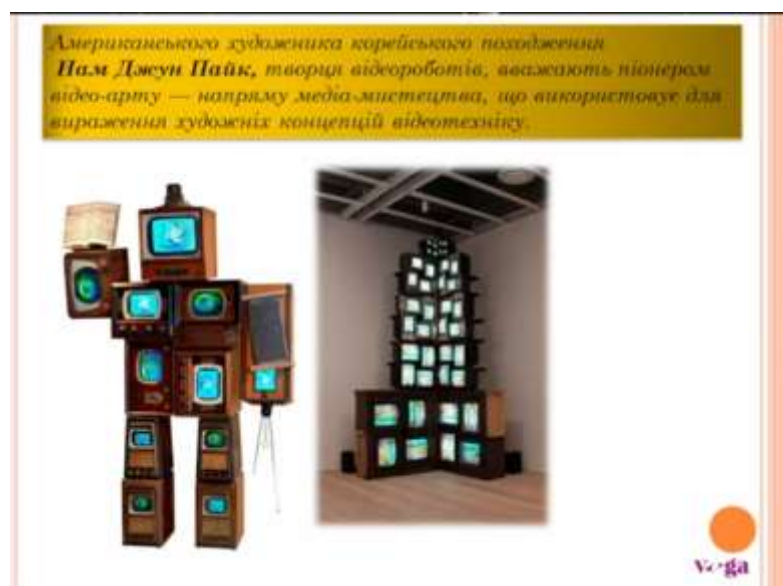 Американського художника корейського походження
Нам Джун Пайк, творця відеороботів, вважають піонером
відео-арту — напряму медіа-мистецтва, що використовує для
вираження художніх концепцій відеотехніку.